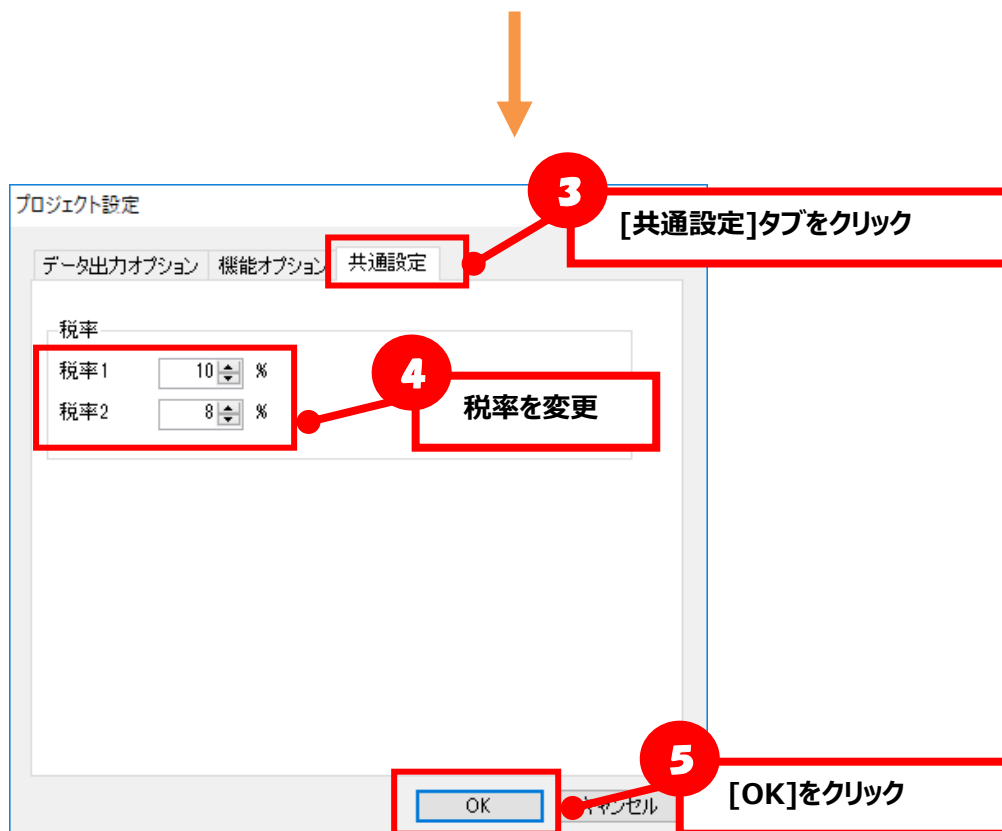 3
[共通設定]タブをクリック
プロジェクト設定
データ出力オプション 機能オプション 共通設定
税率
税率1 10 %
税率2 8 %
4
税率を変更
5
[OK]をクリック
OK キャンセル